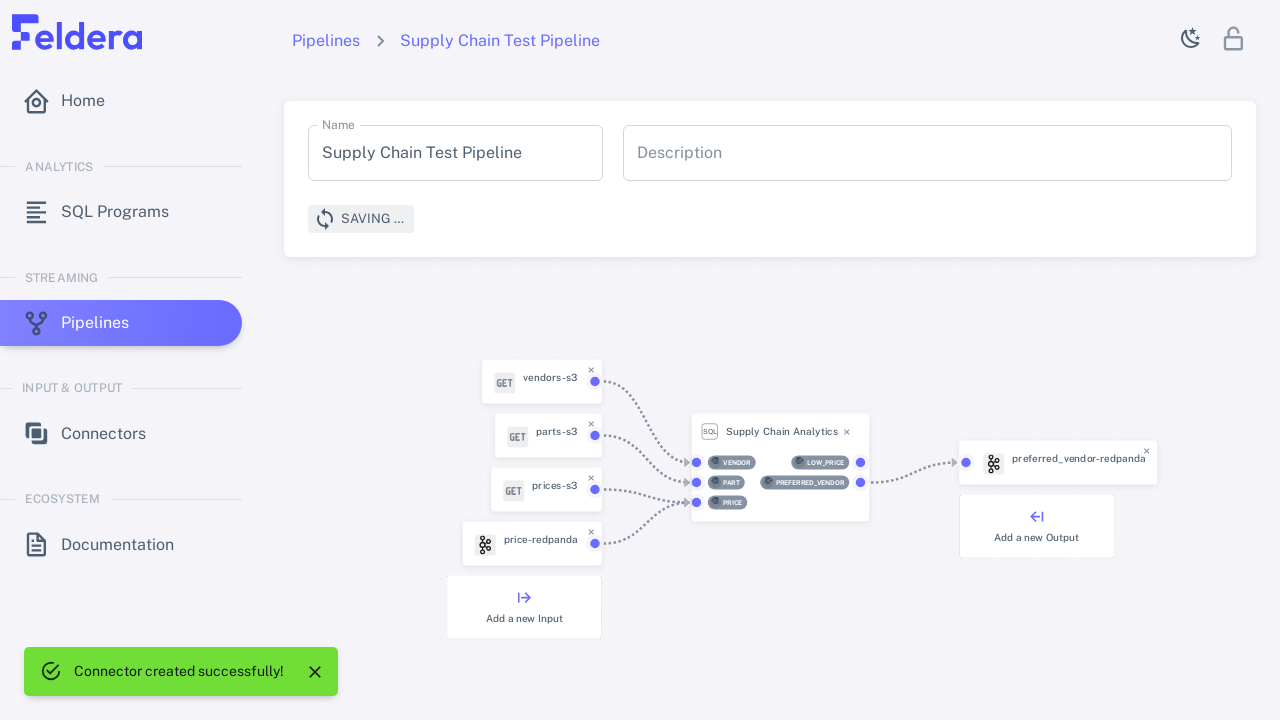 Feldera
Pipelines
Supply Chain Test Pipeline
Home
Name
Supply Chain Test Pipeline
Description
ANALYTICS
SQL Programs
SAVING ...
STREAMING
Pipelines
INPUT & OUTPUT
Connectors
ECOSYSTEM
Documentation
GET
vendors-s3
GET
parts-s3
GET
prices-s3
price-redpanda
Add a new Input
SQL
Supply Chain Analytics
VENDOR
LOW_PRICE
PART
PREFERRED_VENDOR
PRICE
preferred_vendor-redpanda
Add a new Output
Connector created successfully!